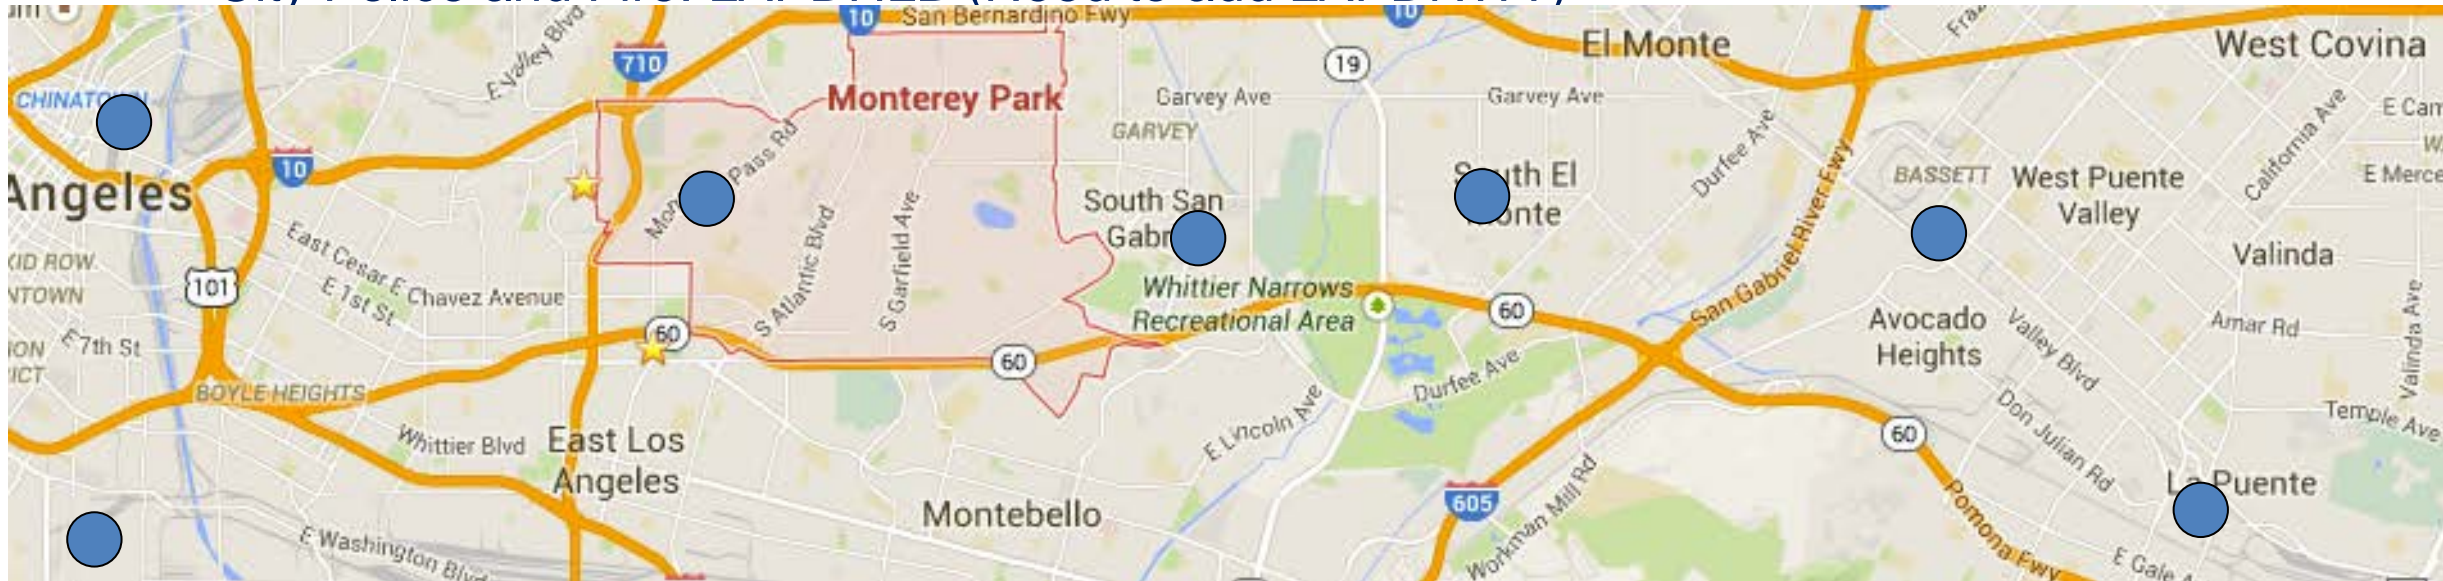 San Bernardino Fwy
10
10
El Monte
West Covina
E Valley Blvd
710
19
CHINATOWN
Monterey Park
Garvey Ave
Garvey Ave
GARVEY
E Cam
California Ave
Durfee Ave
10
Pass Rd
Angeles
South San
South El
BASSETT
West Puente
Valley
E Merce
San Gabriel River Fwy
East Cesar E Chavez Avenue
E 1st St
S Atlantic Blvd
S Garfield Ave
Valinda
101
Whittier Narrows
Recreational Area
60
60
60
Avocado
Heights
Valley Blvd
Amar Rd
Valinda Ave
E 7th St
BOYLE HEIGHTS
Durfee Ave
E Lincoln Ave
Don Julian Rd
Temple Ave
60
Whittier Blvd
East Los
Angeles
Montebello
605
Workman Mill Rd
La Puente
Pomona Fwy
E Washington Blvd
E Gale A